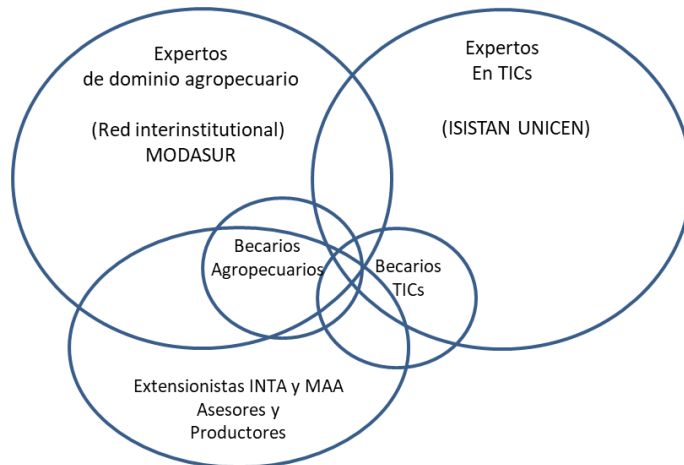 Expertos
de dominio agropecuario
(Red interinstitutional)
MODASUR
Expertos
En TICs
(ISISTAN UNICEN)
Becarios
Agropecuarios
Becarios
TICs
Extensionistas INTA y MAA
Asesores y
Productores